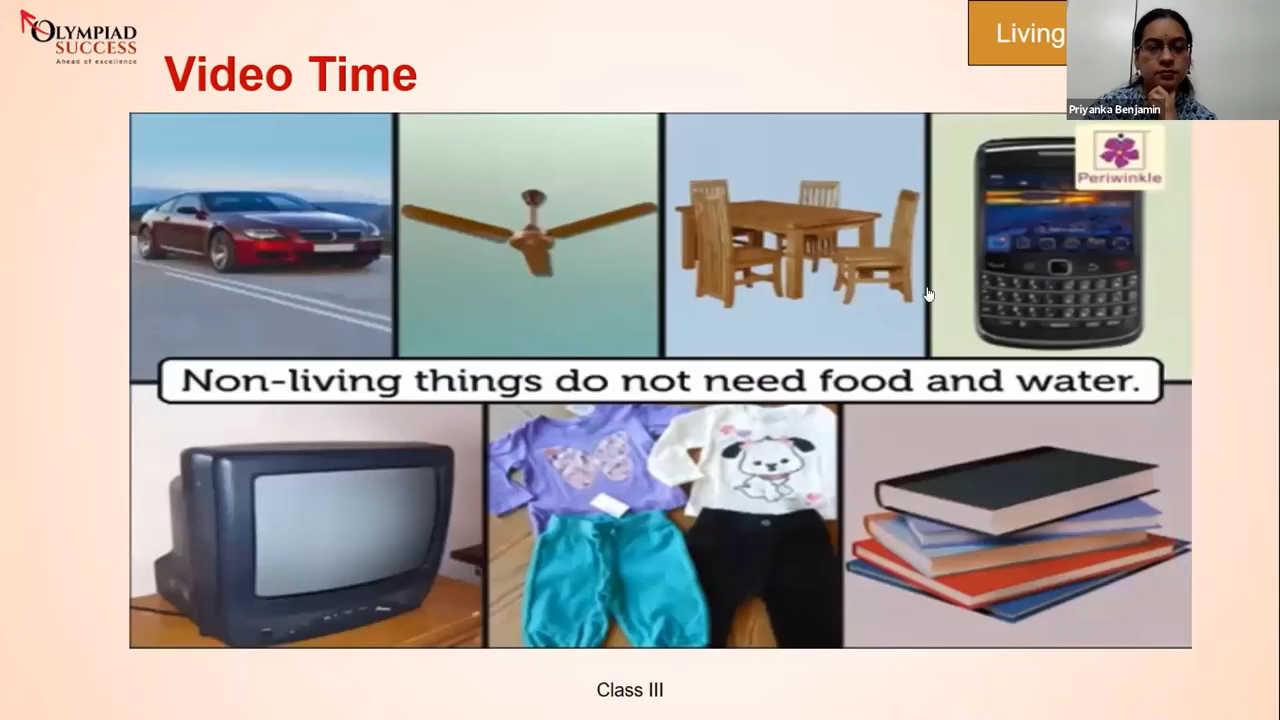 OLYMPIAD
SUCCESS
Ahead of excellence
Video Time
Living
Priyanka Benjamin
Periwinkle
Non-living things do not need food and water.
Class III